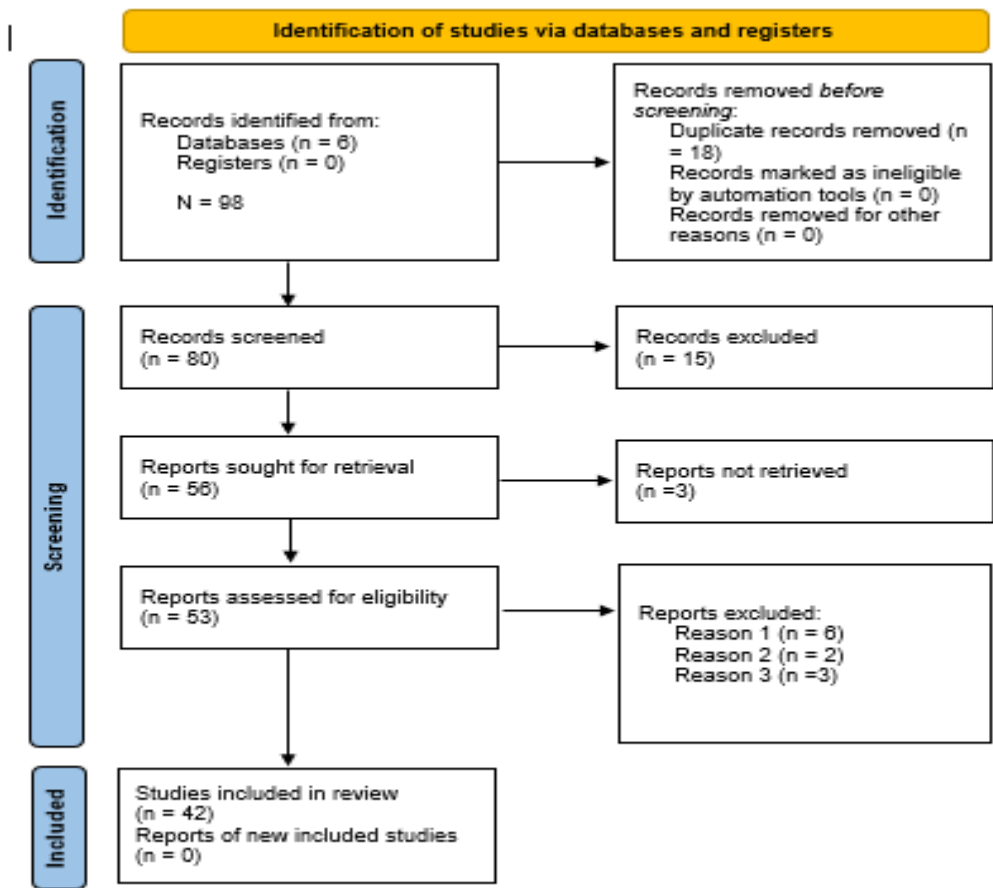 Identification of studies via databases and registers
Identification
Records identified from:
Databases (n = 6)
Registers (n = 0)
N = 98
Records removed before
screening:
Duplicate records removed (n
= 18)
Records marked as ineligible
by automation tools (n = 0)
Records removed for other
reasons (n = 0)
Screening
Records screened
(n = 80)
Records excluded
(n = 15)
Reports sought for retrieval
(n = 56)
Reports not retrieved
(n =3)
Reports assessed for eligibility
(n = 53)
Reports excluded:
Reason 1 (n = 6)
Reason 2 (n = 2)
Reason 3 (n =3)
Included
Studies included in review
(n = 42)
Reports of new included studies
(n = 0)